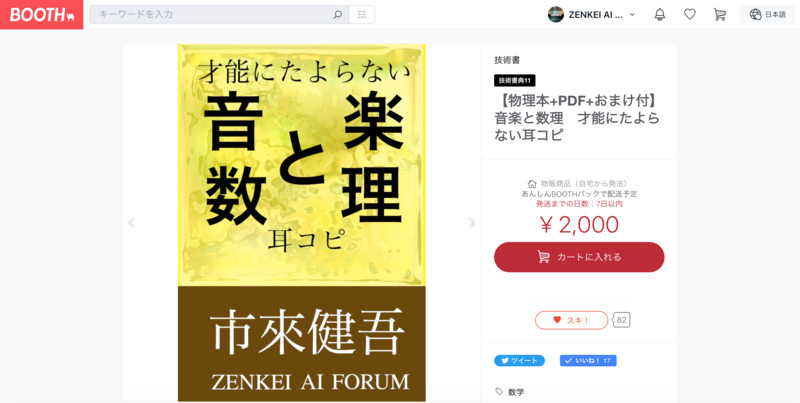 BOOTH
キーワードを入力
ZENKEI AI ...
日本語
才能にたよらない
音楽
と
数理
耳コピ
市來健吾
ZENKEI AI FORUM
技術書
技術書典11
【物理本+PDF+おまけ付】
音楽と数理　才能にたよら
ない耳コピ
物販商品（自宅から発送）
あんしんBOOTHパックで配送予定
発送までの日数：7日以内
¥ 2,000
カートに入れる
スキ！
82
ツイート
いいね！ 17
数学